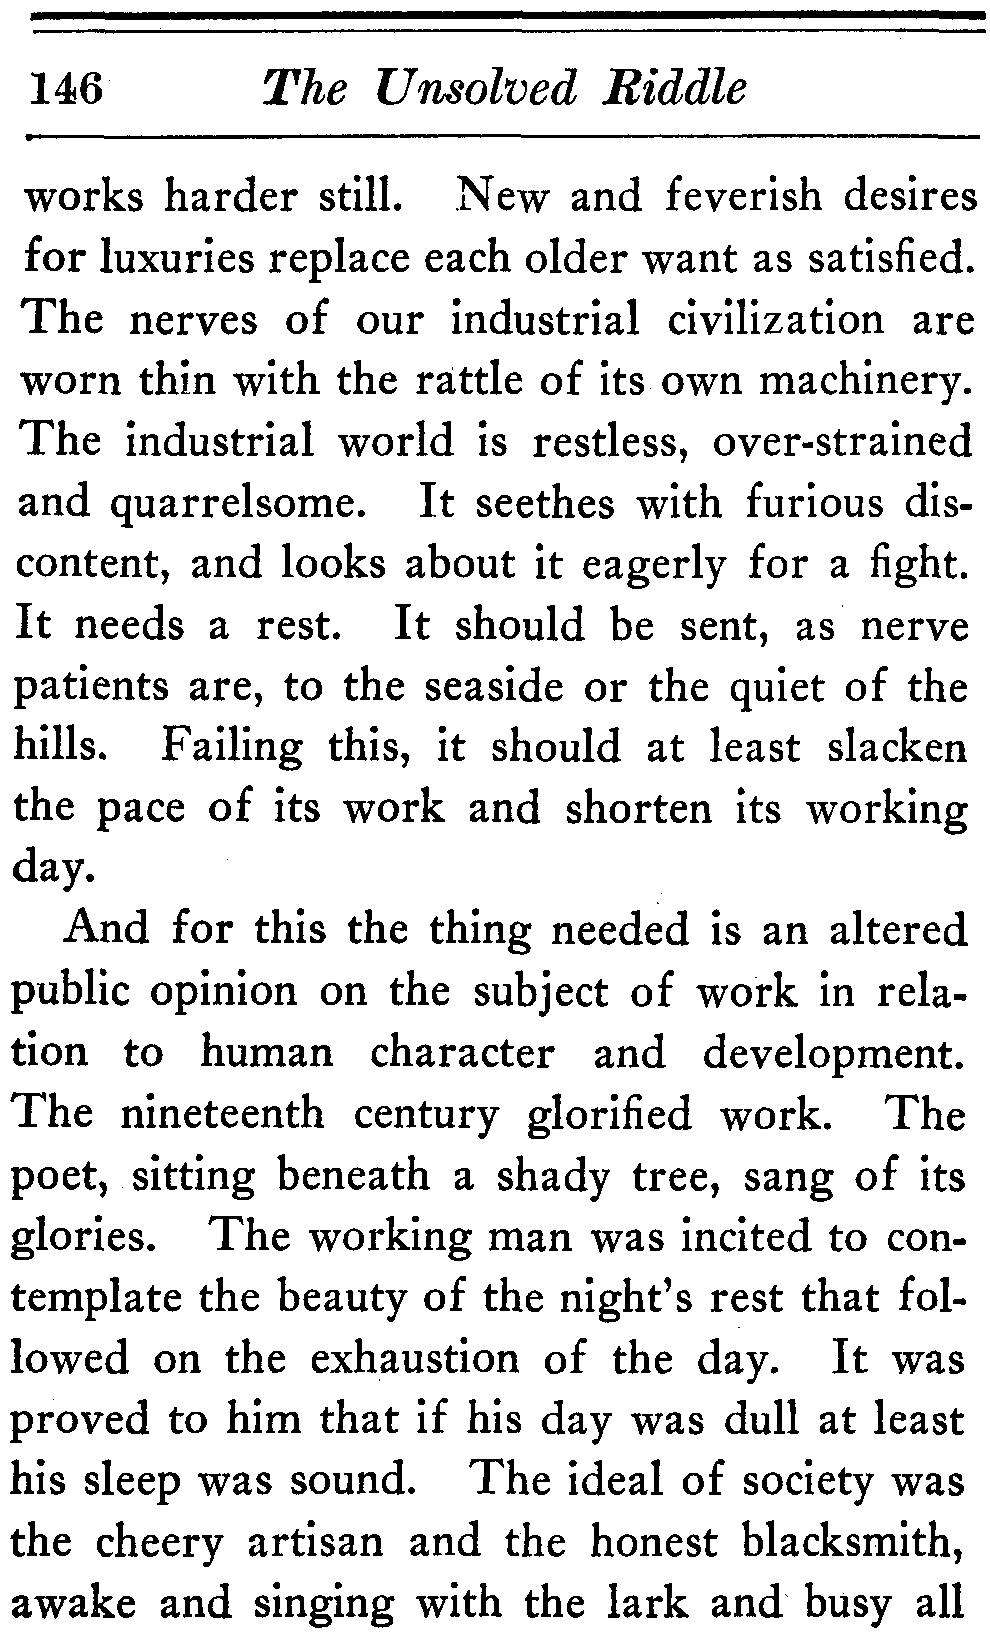 146 The Unsolved Riddle
works harder still. New and feverish desires
for luxuries replace each older want as satisfied.
The nerves of our industrial civilization are
worn thin with the rattle of its own machinery.
The industrial world is restless, over-strained
and quarrelsome. It seethes with furious dis-
content, and looks about it eagerly for a fight.
It needs a rest. It should be sent, as nerve
patients are, to the seaside or the quiet of the
hills. Failing this, it should at least slacken
the pace of its work and shorten its working
day.
And for this the thing needed is an altered
public opinion on the subject of work in rela-
tion to human character and development.
The nineteenth century glorified work. The
poet, sitting beneath a shady tree, sang of its
glories. The working man was incited to con-
template the beauty of the night's rest that fol-
lowed on the exhaustion of the day. It was
proved to him that if his day was dull at least
his sleep was sound. The ideal of society was
the cheery artisan and the honest blacksmith,
awake and singing with the lark and busy all